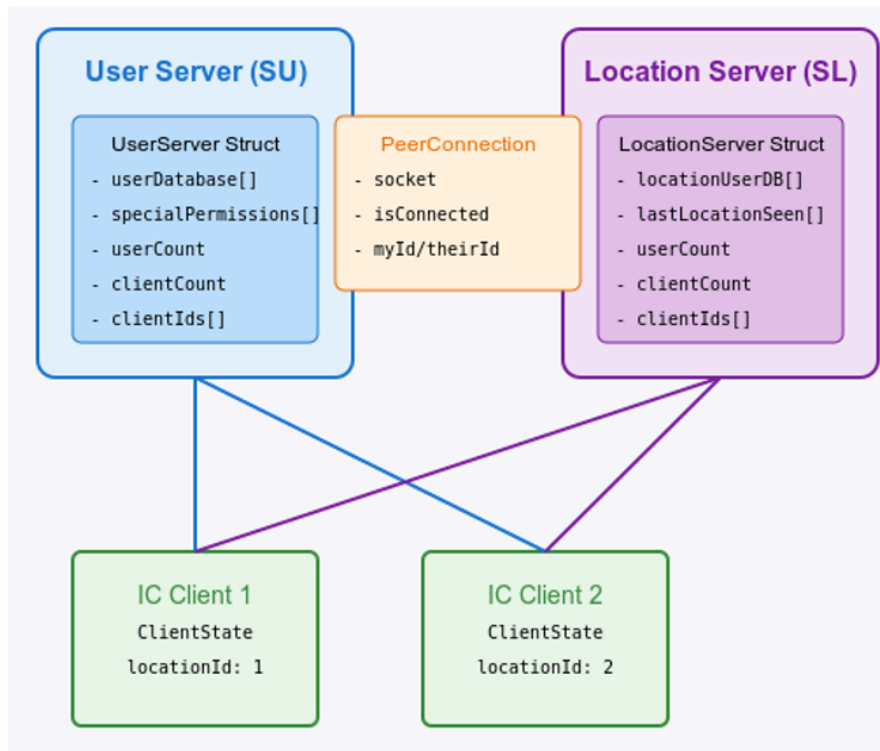 User Server (SU)
UserServer Struct
- userDatabase[]
- specialPermissions[]
- userCount
- clientCount
- clientIds[]
PeerConnection
- socket
- isConnected
- myId/theirId
Location Server (SL)
LocationServer Struct
- locationUserDB[]
- lastLocationSeen[]
- userCount
- clientCount
- clientIds[]
IC Client 1
ClientState
locationId: 1
IC Client 2
ClientState
locationId: 2